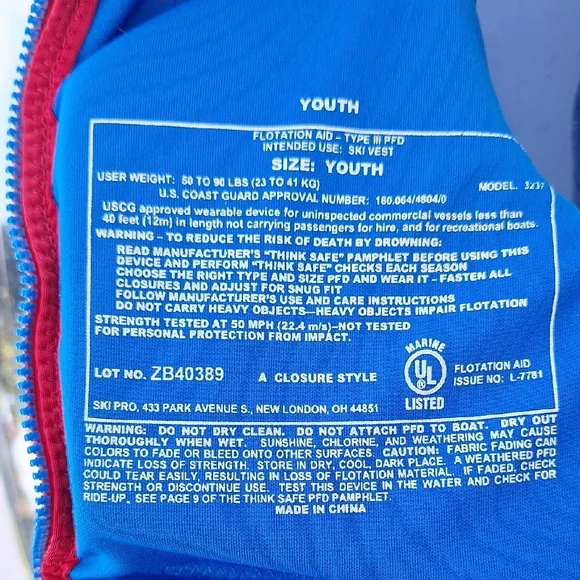 YOUTH
FLOTATION AID – TYPE III PFD
INTENDED USE: SKI VEST
SIZE: YOUTH
USER WEIGHT: 50 TO 90 LBS (23 TO 41 KG)
MODEL. 3237
U.S. COAST GUARD APPROVAL NUMBER: 160.064/4804/0
USCG approved wearable device for uninspected commercial vessels less than
40 feet (12m) in length not carrying passengers for hire, and for recreational boats.
WARNING – TO REDUCE THE RISK OF DEATH BY DROWNING:
READ MANUFACTURER'S "THINK SAFE" PAMPHLET BEFORE USING THIS
DEVICE AND PERFORM "THINK SAFE" CHECKS EACH SEASON
CHOOSE THE RIGHT TYPE AND SIZE PFD AND WEAR IT – FASTEN ALL
CLOSURES AND ADJUST FOR SNUG FIT
FOLLOW MANUFACTURER'S USE AND CARE INSTRUCTIONS
DO NOT CARRY HEAVY OBJECTS—HEAVY OBJECTS IMPAIR FLOTATION
STRENGTH TESTED AT 50 MPH (22.4 m/s)–NOT TESTED
FOR PERSONAL PROTECTION FROM IMPACT.
MARINE
UL
®
LISTED
LOT NO. ZB40389
A CLOSURE STYLE
FLOTATION AID
ISSUE NO: L-7781
SKI PRO, 433 PARK AVENUE S., NEW LONDON, OH 44851
WARNING: DO NOT DRY CLEAN. DO NOT ATTACH PFD TO BOAT. DRY OUT
THOROUGHLY WHEN WET. SUNSHINE, CHLORINE, AND WEATHERING MAY CAUSE
COLORS TO FADE OR BLEED ONTO OTHER SURFACES. CAUTION: FABRIC FADING CAN
INDICATE LOSS OF STRENGTH. STORE IN DRY, COOL, DARK PLACE. A WEATHERED PFD
COULD TEAR EASILY, RESULTING IN LOSS OF FLOTATION MATERIAL. IF FADED, CHECK
STRENGTH OR DISCONTINUE USE. TEST THIS DEVICE IN THE WATER AND CHECK FOR
RIDE-UP. SEE PAGE 9 OF THE THINK SAFE PFD PAMPHLET.
MADE IN CHINA